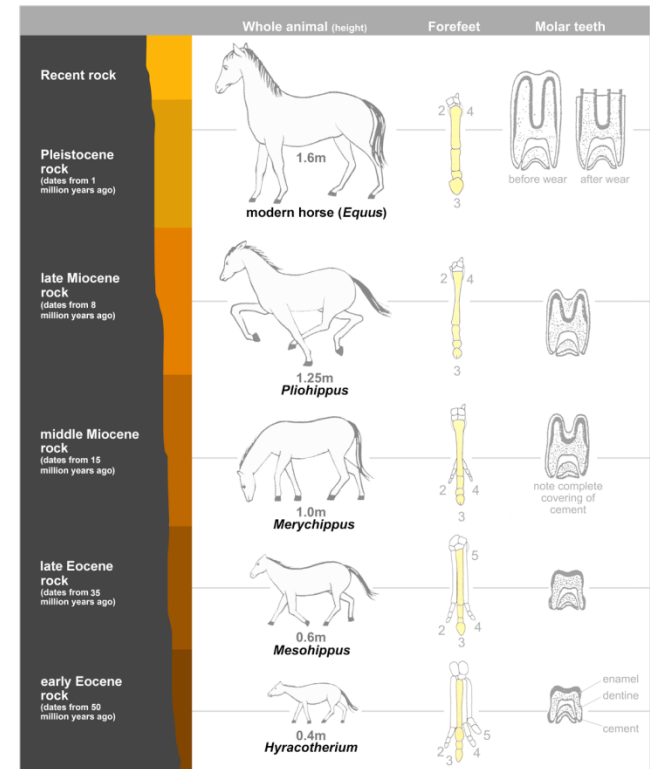 Whole animal (height) Forefeet Molar teeth
Recent rock
2 4
1.6m
Pleistocene
rock
(dates from 1
million years ago)
before wear after wear
3
modern horse (Equus)
late Miocene
rock
(dates from 8
million years ago)
2 4
3
1.25m
Pliohippus
middle Miocene
rock
(dates from 15
million years ago)
2 4
3
note complete
covering of
cement
1.0m
Merychippus
late Eocene
rock
(dates from 35
million years ago)
5
2 4
3
0.6m
Mesohippus
early Eocene
rock
(dates from 50
million years ago)
enamel
dentine
cement
5
2 4
3
0.4m
Hyracotherium